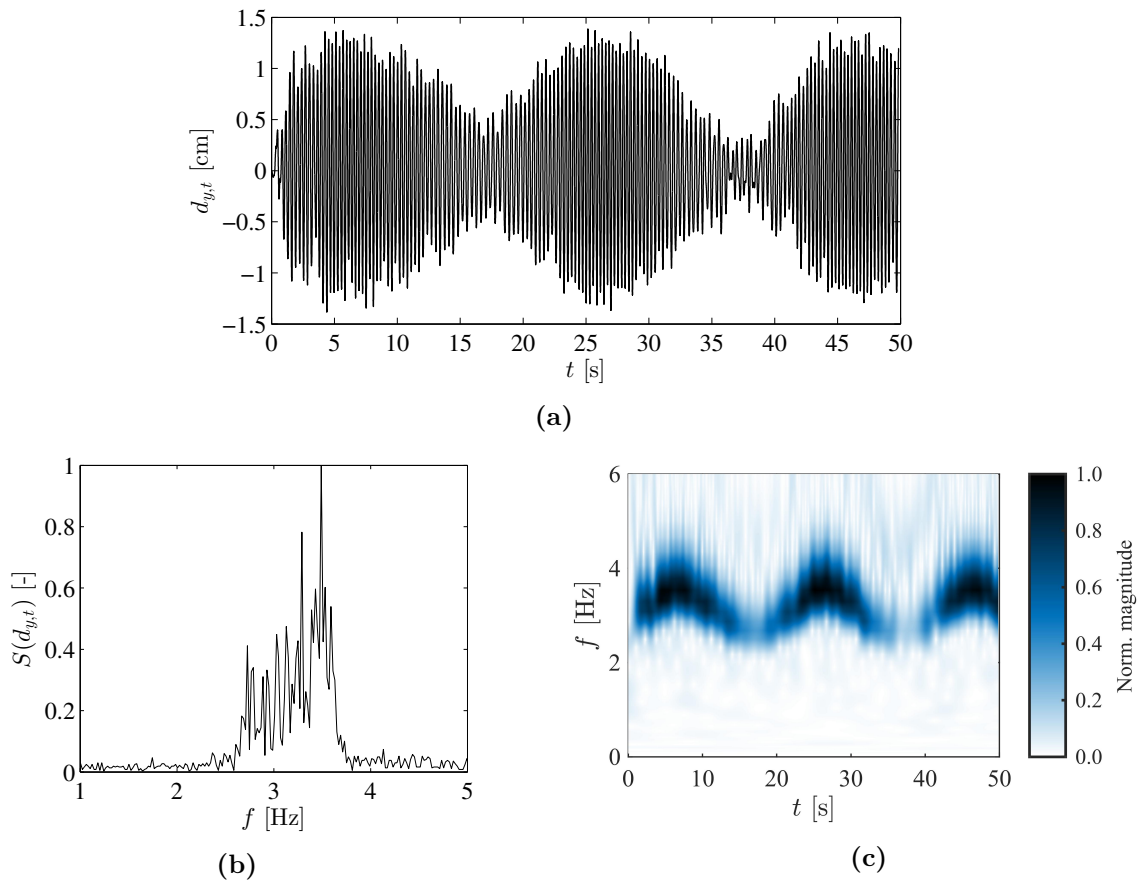 1.5
1
0.5
0
−0.5
−1
−1.5
d_{y,t} [cm]
0 5 10 15 20 25 30 35 40 45 50
t [s]
(a)
1
0.8
0.6
0.4
0.2
0
S(d_{y,t}) [-]
1 2 3 4 5
f [Hz]
(b)
6
4
2
0
f [Hz]
0 10 20 30 40 50
t [s]
1.0
0.8
0.6
0.4
0.2
0.0
Norm. magnitude
(c)